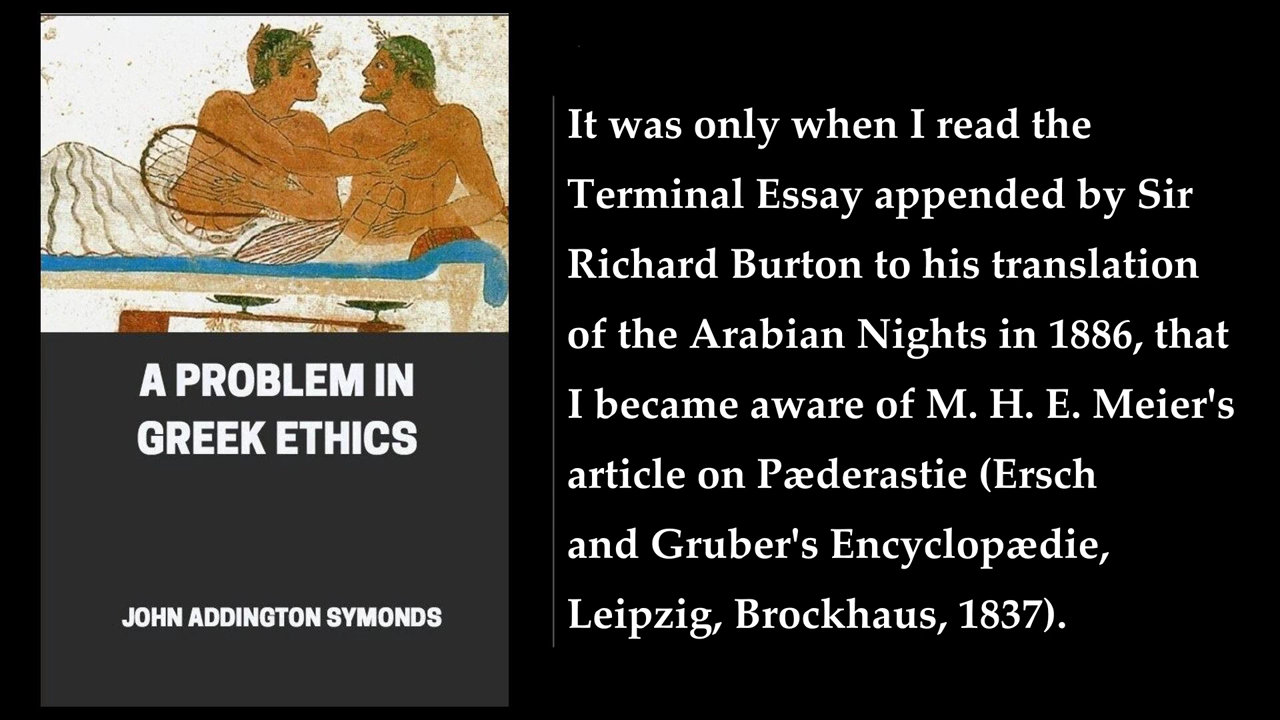 A PROBLEM IN
GREEK ETHICS
JOHN ADDINGTON SYMONDS
It was only when I read the
Terminal Essay appended by Sir
Richard Burton to his translation
of the Arabian Nights in 1886, that
I became aware of M. H. E. Meier's
article on Pæderastie (Ersch
and Gruber's Encyclopædie,
Leipzig, Brockhaus, 1837).